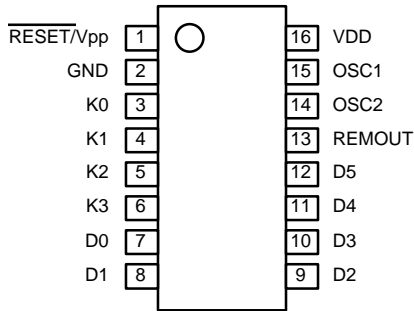 RESET/Vpp 1 16 VDD
GND 2 15 OSC1
K0 3 14 OSC2
K1 4 13 REMOUT
K2 5 12 D5
K3 6 11 D4
D0 7 10 D3
D1 8 9 D2